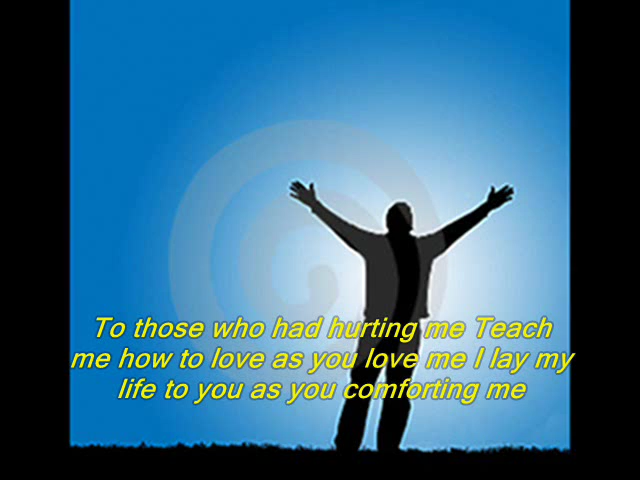 To those who had hurting me Teach
me how to love as you love me I lay my
life to you as you comforting me